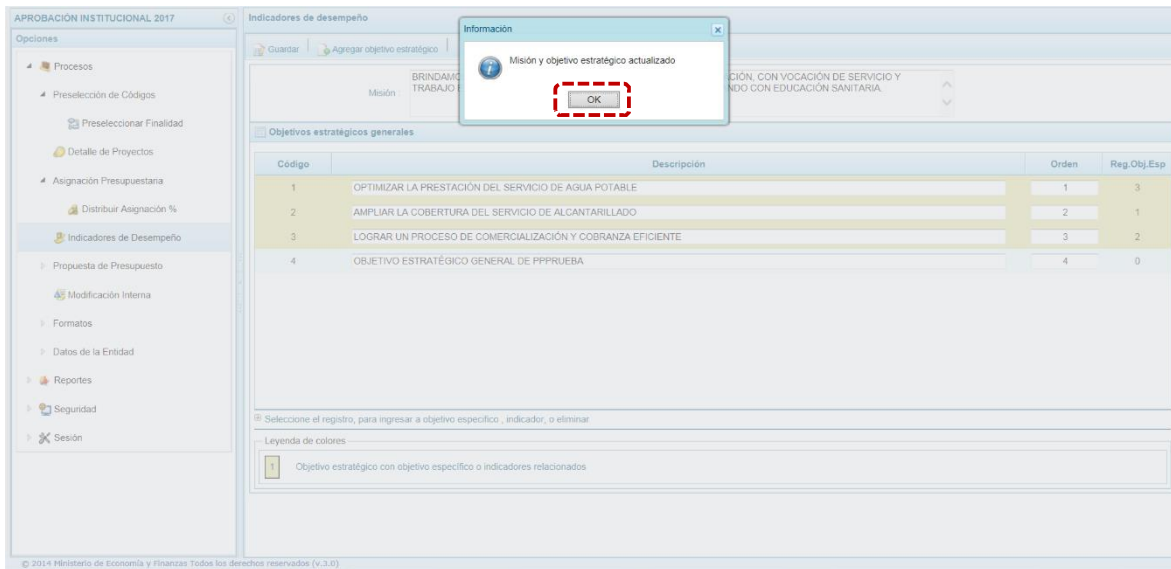 APROBACIÓN INSTITUCIONAL 2017
Opciones
Procesos
Preselección de Códigos
Preseleccionar Finalidad
Detalle de Proyectos
Asignación Presupuestaria
Distribuir Asignación %
Indicadores de Desempeño
Propuesta de Presupuesto
Modificación Interna
Formatos
Datos de la Entidad
Reportes
Seguridad
Sesión
Indicadores de desempeño
Guardar Agregar objetivo estratégico
Información
Misión y objetivo estratégico actualizado
OK
Misión
CIÓN, CON VOCACIÓN DE SERVICIO Y
TRABAJO NDO CON EDUCACIÓN SANITARIA.
Objetivos estratégicos generales
Código Descripción Orden Reg.Obj.Esp
1 OPTIMIZAR LA PRESTACIÓN DEL SERVICIO DE AGUA POTABLE 1 3
2 AMPLIAR LA COBERTURA DEL SERVICIO DE ALCANTARILLADO 2 1
3 LOGRAR UN PROCESO DE COMERCIALIZACIÓN Y COBRANZA EFICIENTE 3 2
4 OBJETIVO ESTRATÉGICO GENERAL DE PPPRUEBA 4 0
Seleccione el registro, para ingresar a objetivo especifico , indicador, o eliminar
Leyenda de colores
1 Objetivo estratégico con objetivo específico o indicadores relacionados
© 2014 Ministerio de Economía y Finanzas Todos los derechos reservados (v.3.0)